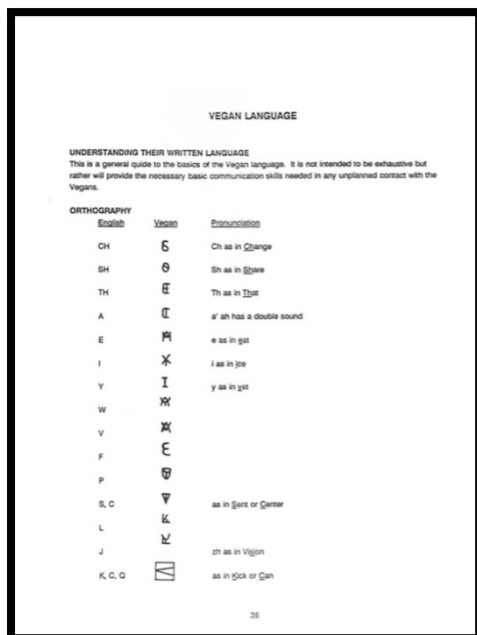 VEGAN LANGUAGE
UNDERSTANDING THEIR WRITTEN LANGUAGE
This is a general quide to the basics of the Vegan language. It is not intended to be exhaustive but
rather will provide the necessary basic communication skills needed in any unplanned contact with the
Vegans.
ORTHOGRAPHY
English Vegan Pronunciation
CH Ch as in Change
SH Sh as in Share
TH Th as in That
A a' ah has a double sound
E e as in eat
I i as in ice
Y y as in yet
W
V
F
P
S, C as in Sent or Center
L
J zh as in Vision
K, C, Q as in Kick or Can
35